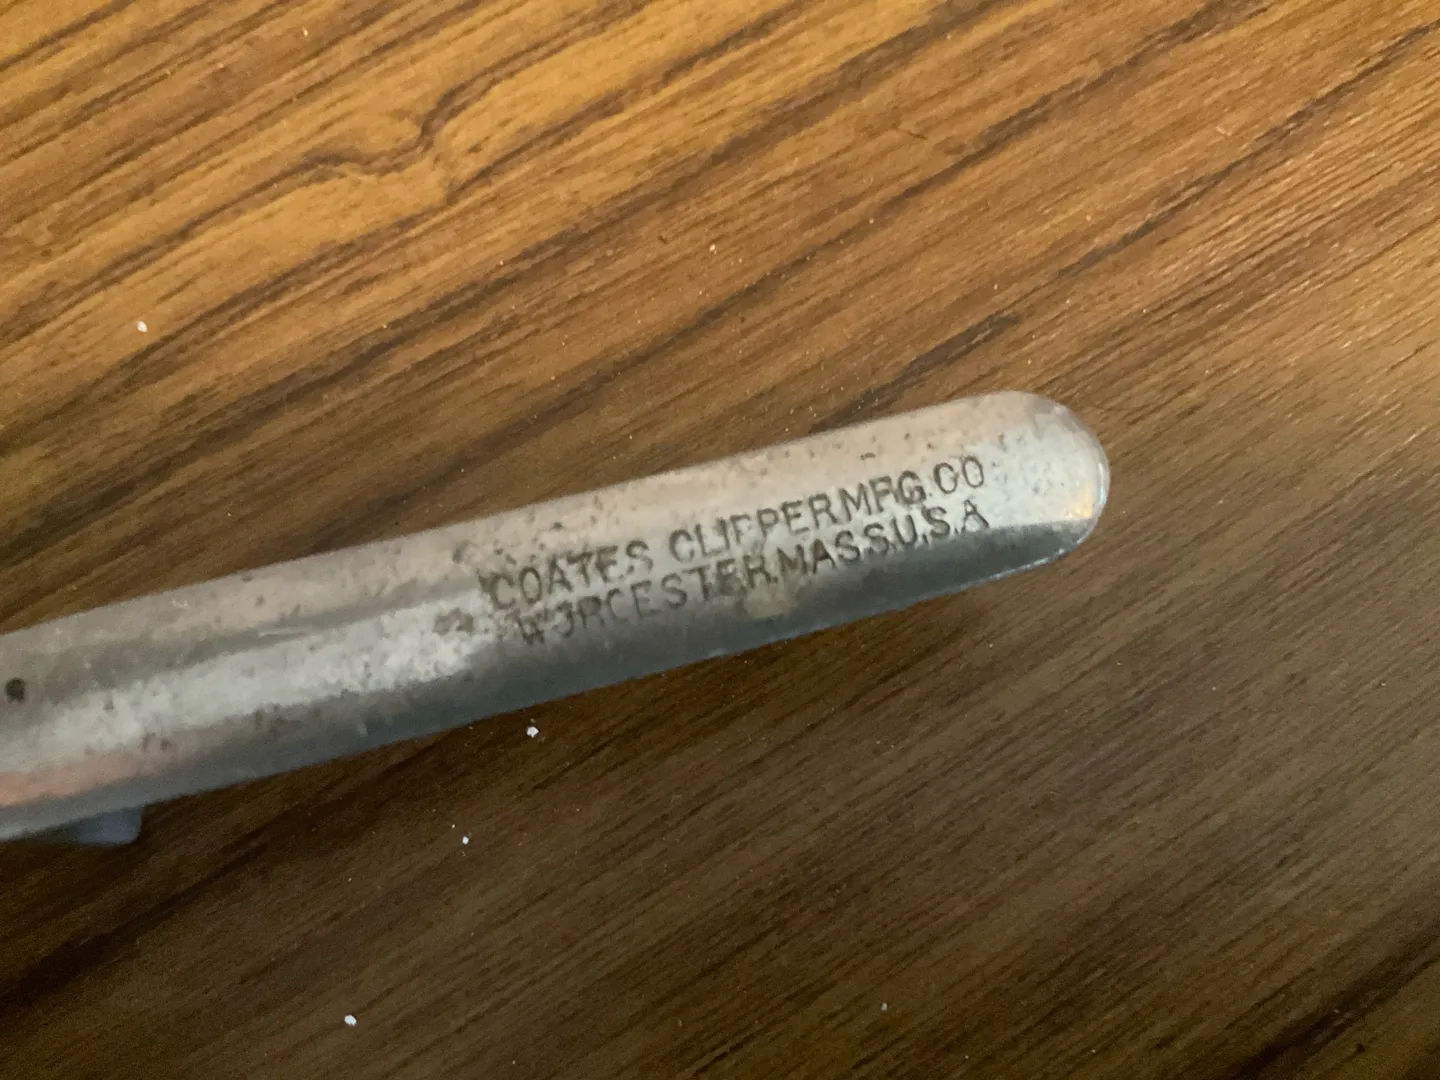 COATES CLIPPER MFG. CO
WORCESTER. MASS. U.S.A